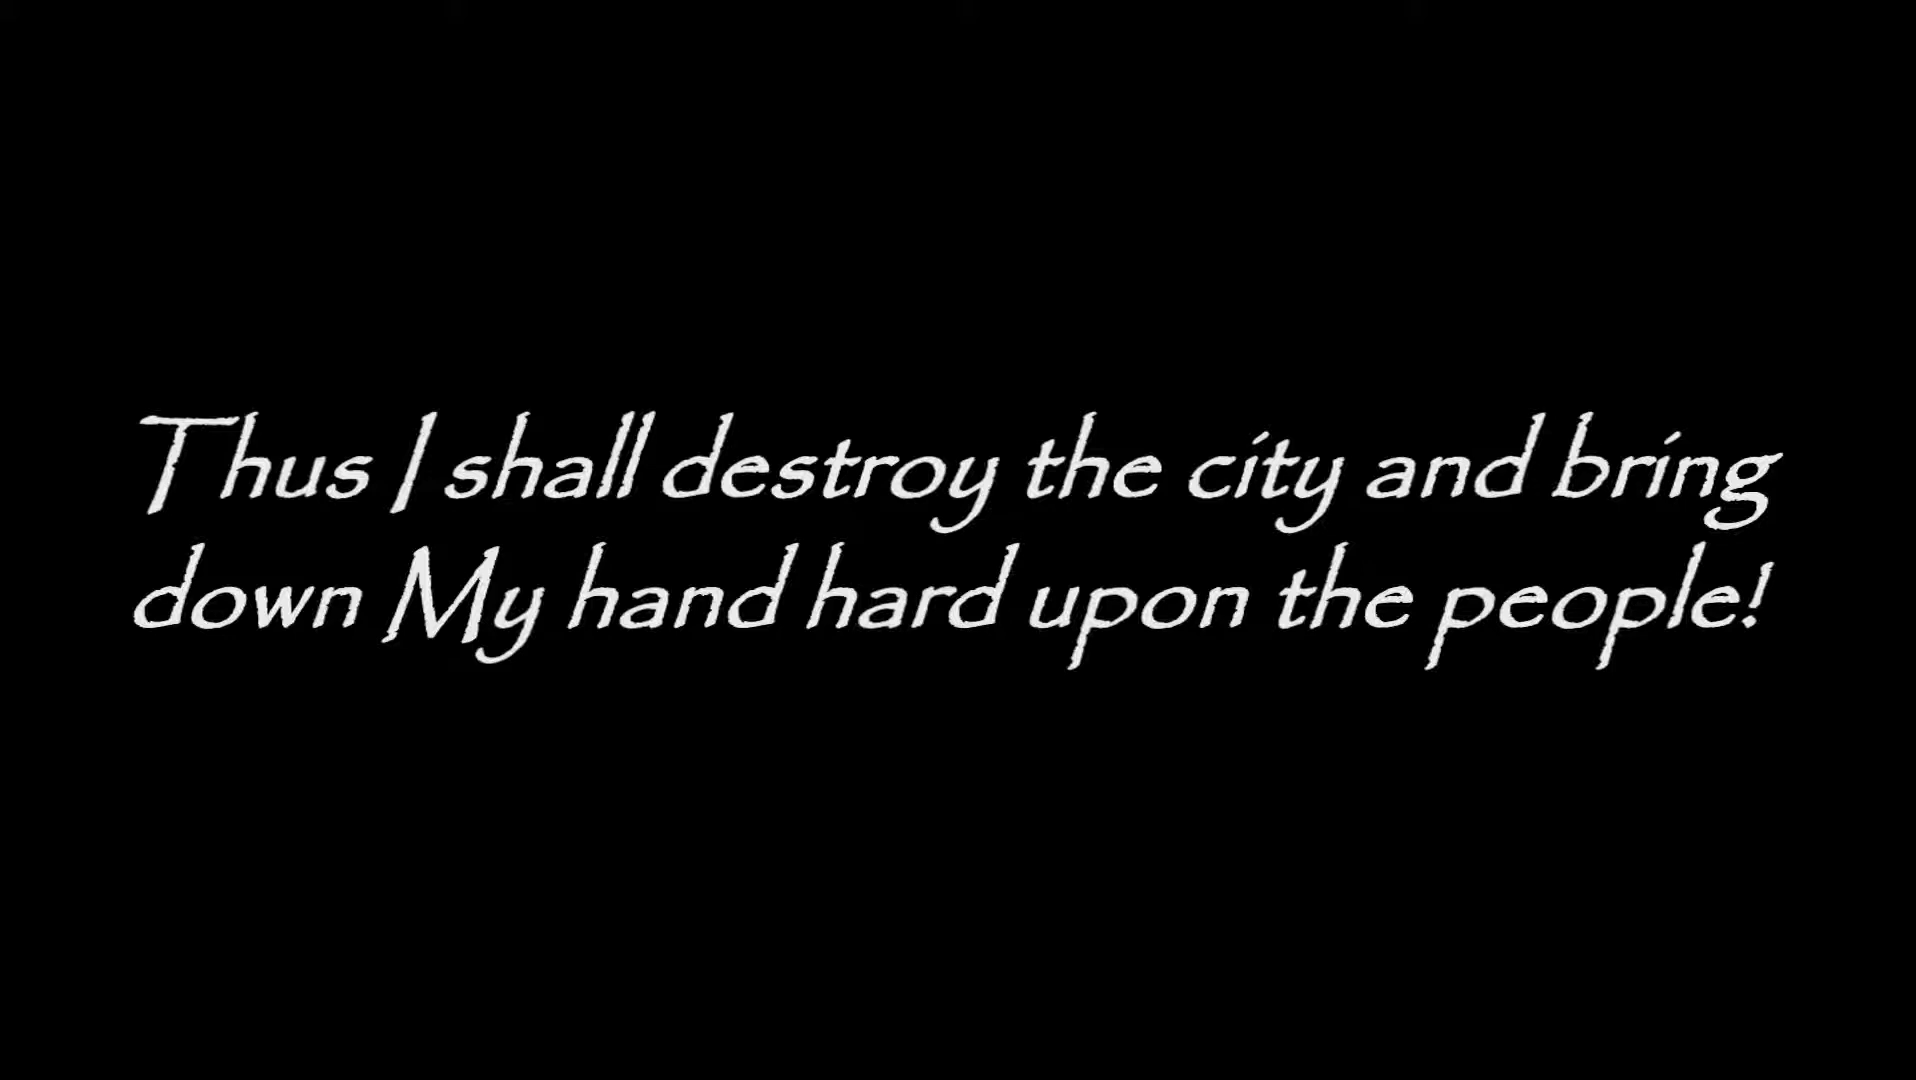 Thus I shall destroy the city and bring
down My hand hard upon the people!